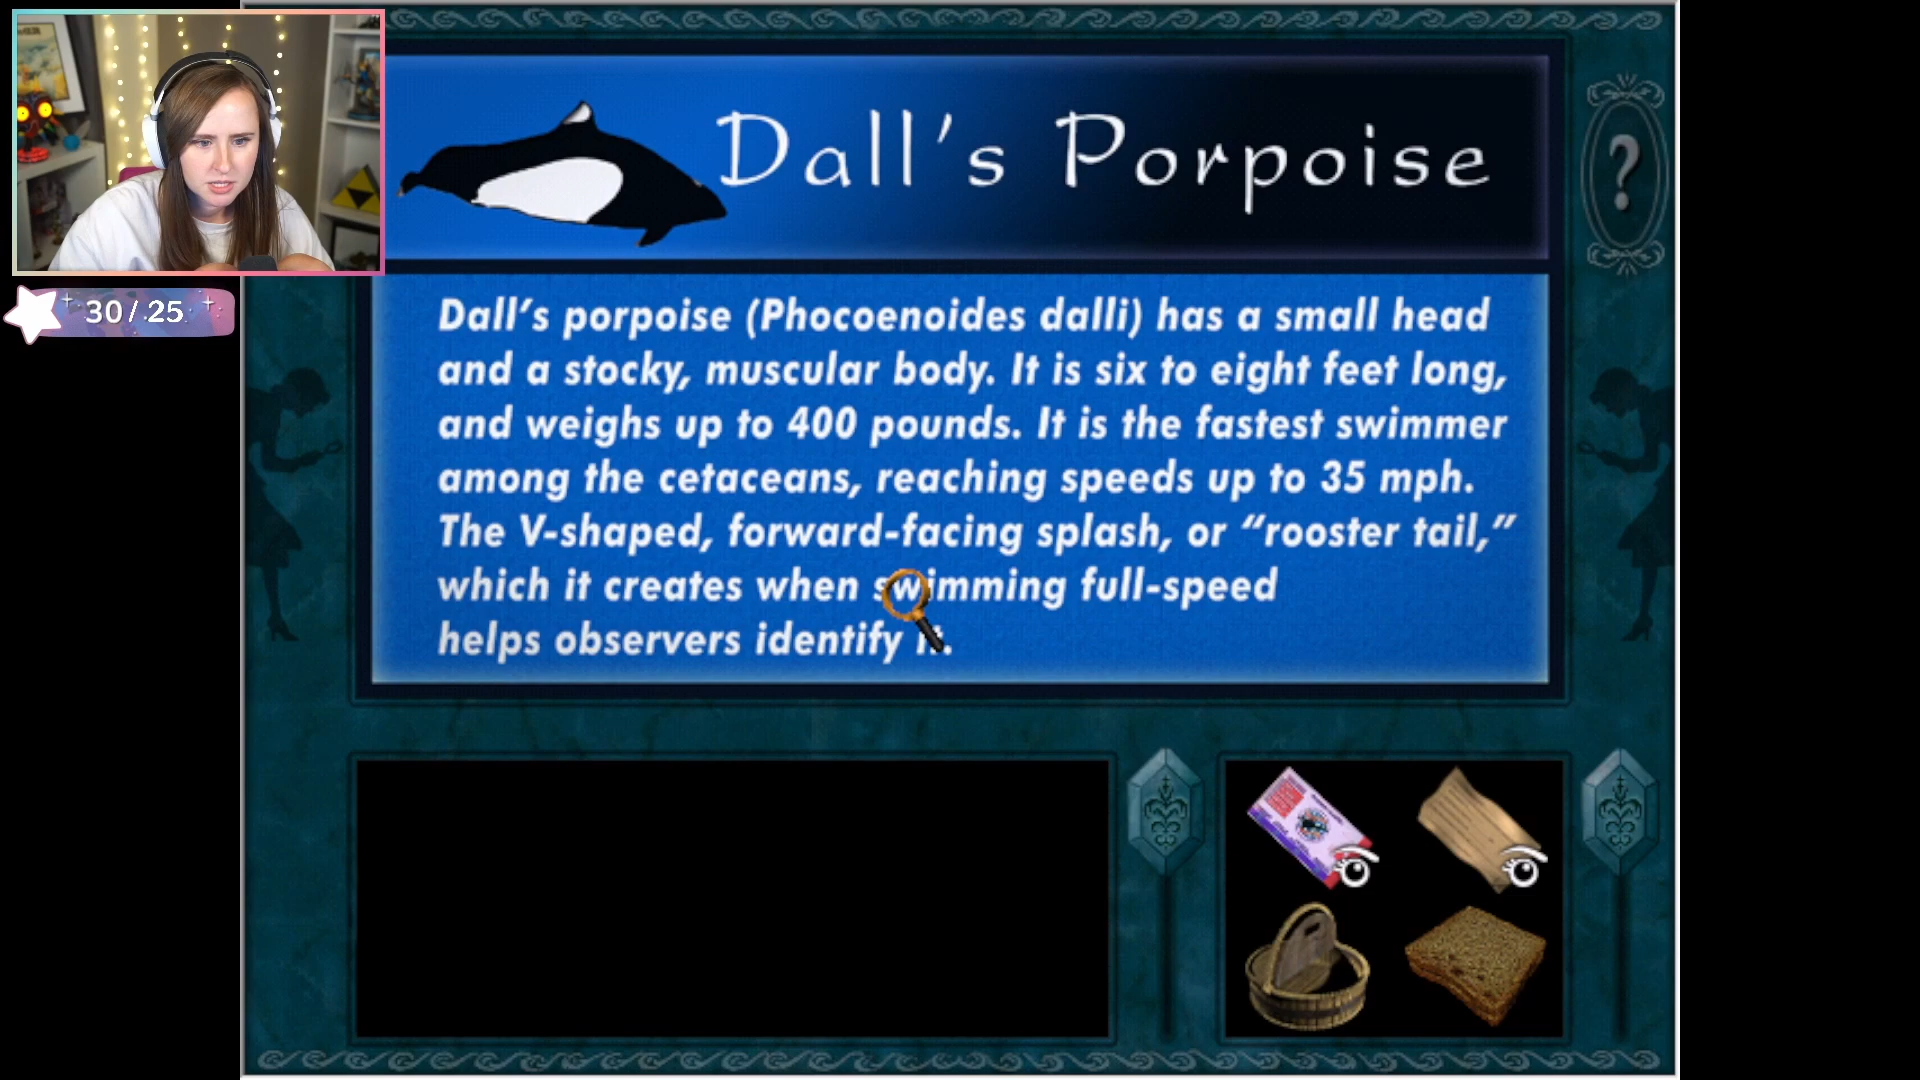 Dall's Porpoise
30/25
Dall's porpoise (Phocoenoides dalli) has a small head
and a stocky, muscular body. It is six to eight feet long,
and weighs up to 400 pounds. It is the fastest swimmer
among the cetaceans, reaching speeds up to 35 mph.
The V-shaped, forward-facing splash, or “rooster tail,”
which it creates when swimming full-speed
helps observers identify it.
?